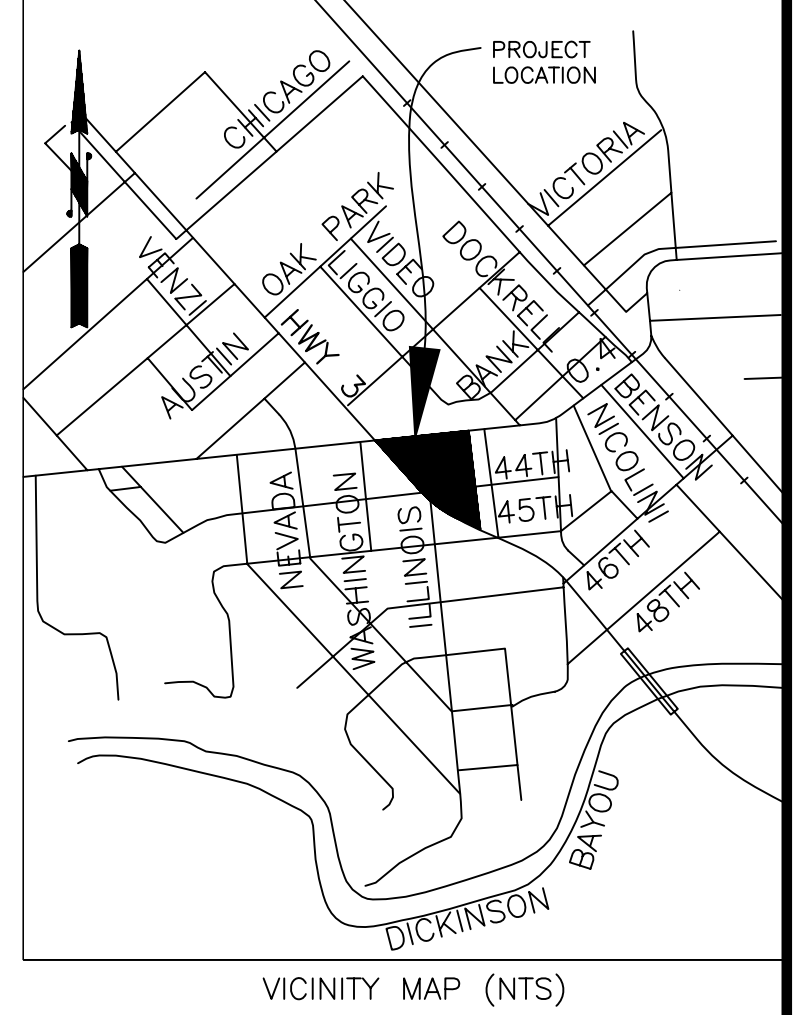 PROJECT
LOCATION
CHICAGO
VICTORIA
OAK PARK
VIDEO
LIGGIO
DOCKRELL
VENZI
HWY 3
AUSTIN
BANK
O. 4
BENSON
NICOLINI
44TH
45TH
NEVADA
WASHINGTON
ILLINOIS
46TH
48TH
BAYOU
DICKINSON
VICINITY MAP (NTS)